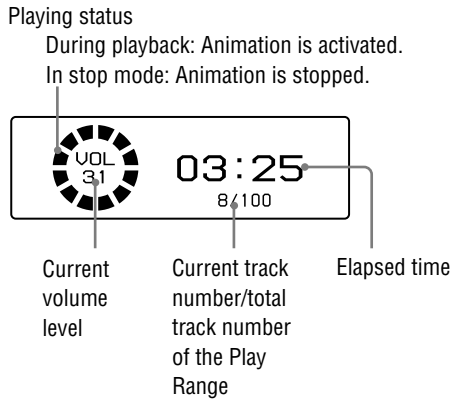 Playing status
During playback: Animation is activated.
In stop mode: Animation is stopped.
VOL
31
03:25
8/100
Current
volume
level
Current track
number/total
track number
of the Play
Range
Elapsed time